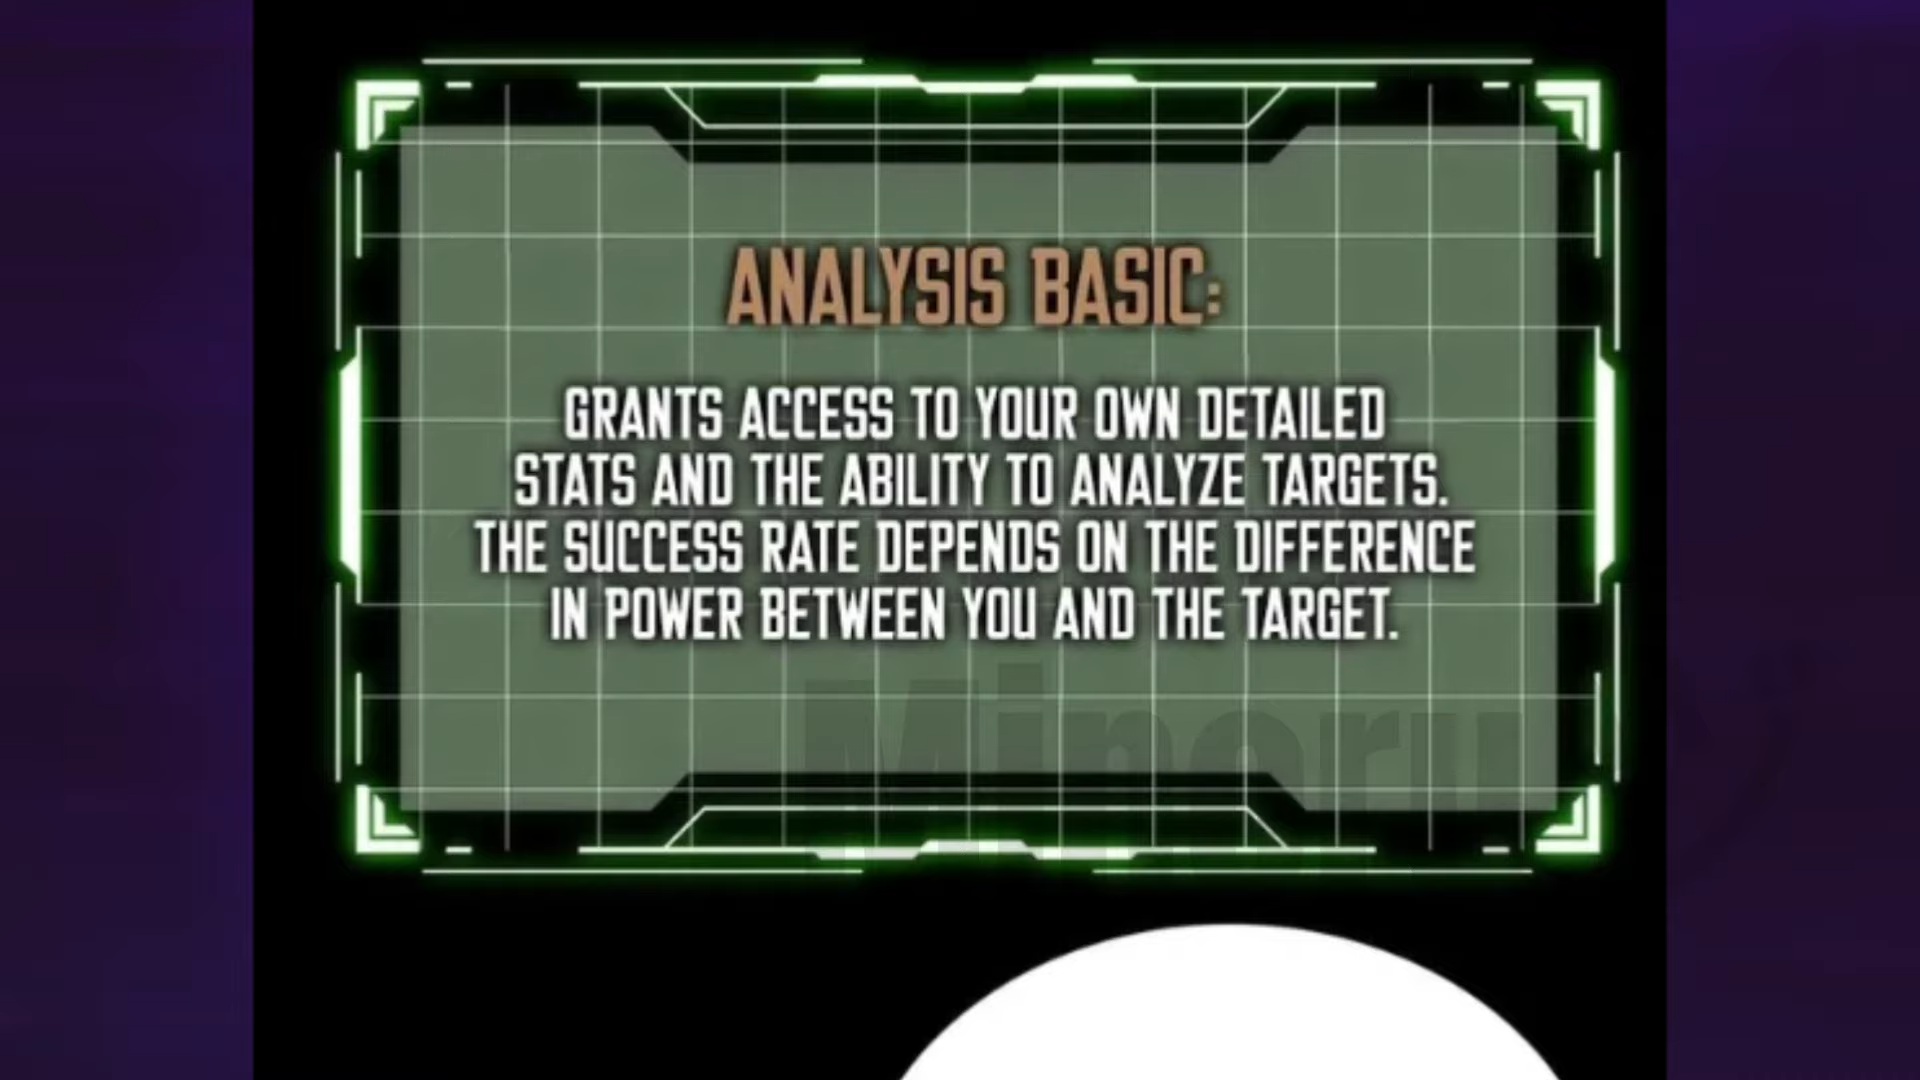 ANALYSIS BASIC:
GRANTS ACCESS TO YOUR OWN DETAILED
STATS AND THE ABILITY TO ANALYZE TARGETS.
THE SUCCESS RATE DEPENDS ON THE DIFFERENCE
IN POWER BETWEEN YOU AND THE TARGET.
Minoru